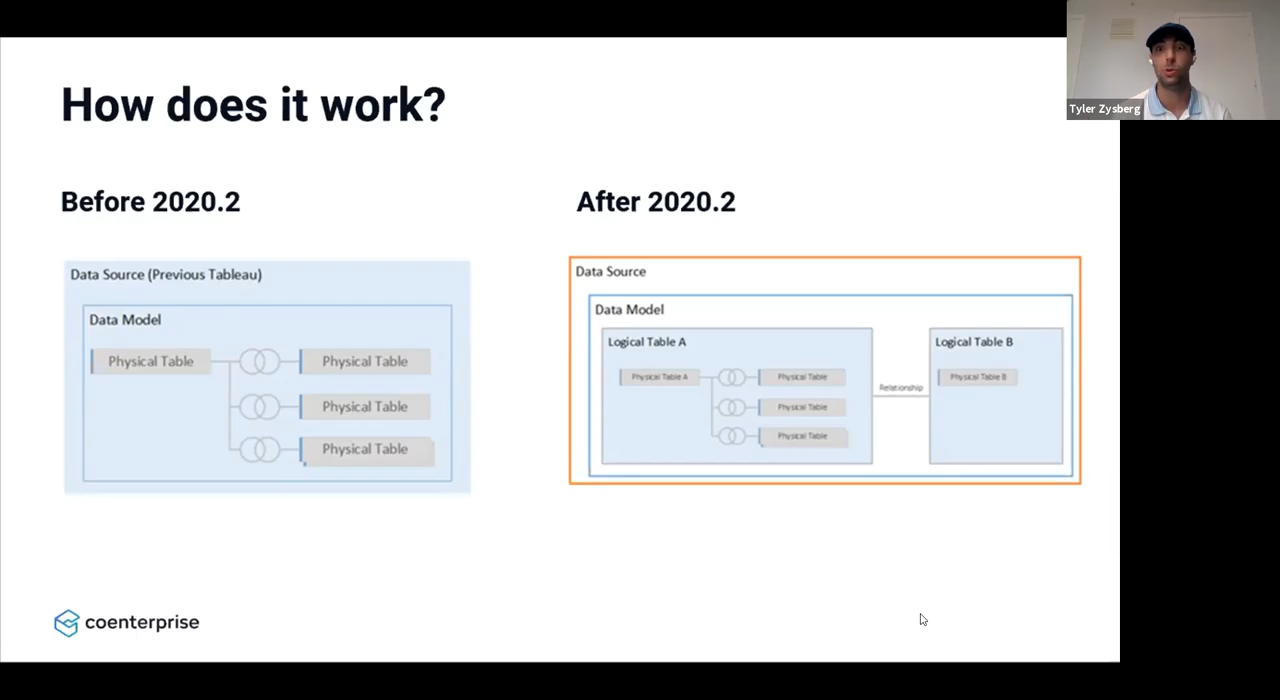 How does it work?
Before 2020.2
Data Source (Previous Tableau)
Data Model
Physical Table
Physical Table
Physical Table
Physical Table
After 2020.2
Data Source
Data Model
Logical Table A
Physical Table A
Physical Table
Physical Table
Physical Table
Relationship
Logical Table B
Physical Table B
coenterprise
Tyler Zysberg